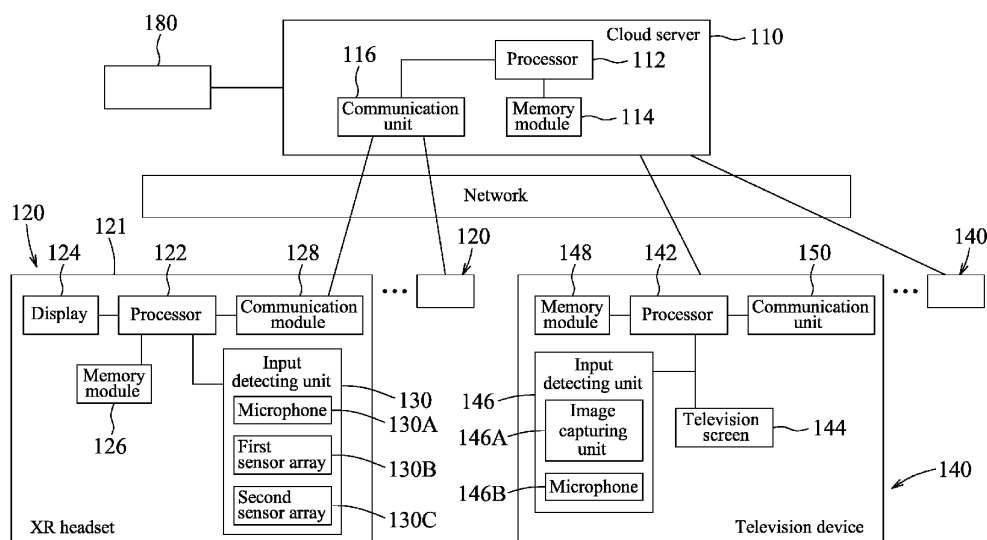 180
Cloud server
110
116
Processor
112
Communication
unit
Memory
module
114
Network
120
121
124
122
128
120
148
142
150
140
Display
Processor
Communication
module
Memory
module
Processor
Communication
unit
Memory
module
126
Input
detecting unit
130
Microphone
130A
First
sensor array
130B
Second
sensor array
130C
XR headset
Input
detecting unit
146
Image
capturing
unit
146A
Microphone
146B
Television
screen
144
140
Television device